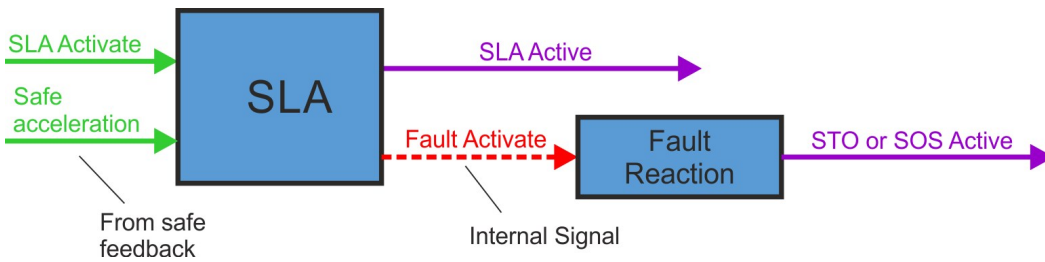 SLA Activate
Safe
acceleration
From safe
feedback
SLA
SLA Active
Fault Activate
Internal Signal
Fault
Reaction
STO or SOS Active